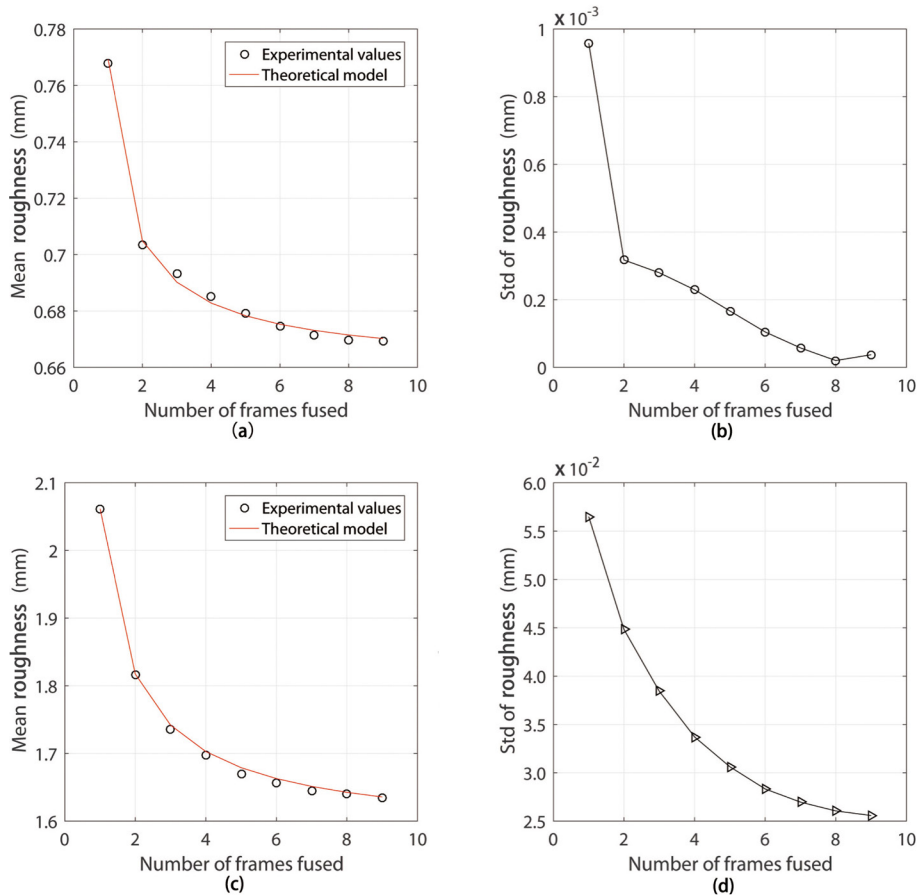 0.78
0.76
0.74
0.72
0.7
0.68
0.66
0 2 4 6 8 10
Mean roughness (mm)
Number of frames fused
Experimental values
Theoretical model
(a)
x 10-3
1
0.8
0.6
0.4
0.2
0
0 2 4 6 8 10
Std of roughness (mm)
Number of frames fused
(b)
2.1
2
1.9
1.8
1.7
1.6
0 2 4 6 8 10
Mean roughness (mm)
Number of frames fused
Experimental values
Theoretical model
(c)
x 10-2
6.0
5.5
5.0
4.5
4.0
3.5
3.0
2.5
0 2 4 6 8 10
Std of roughness (mm)
Number of frames fused
(d)